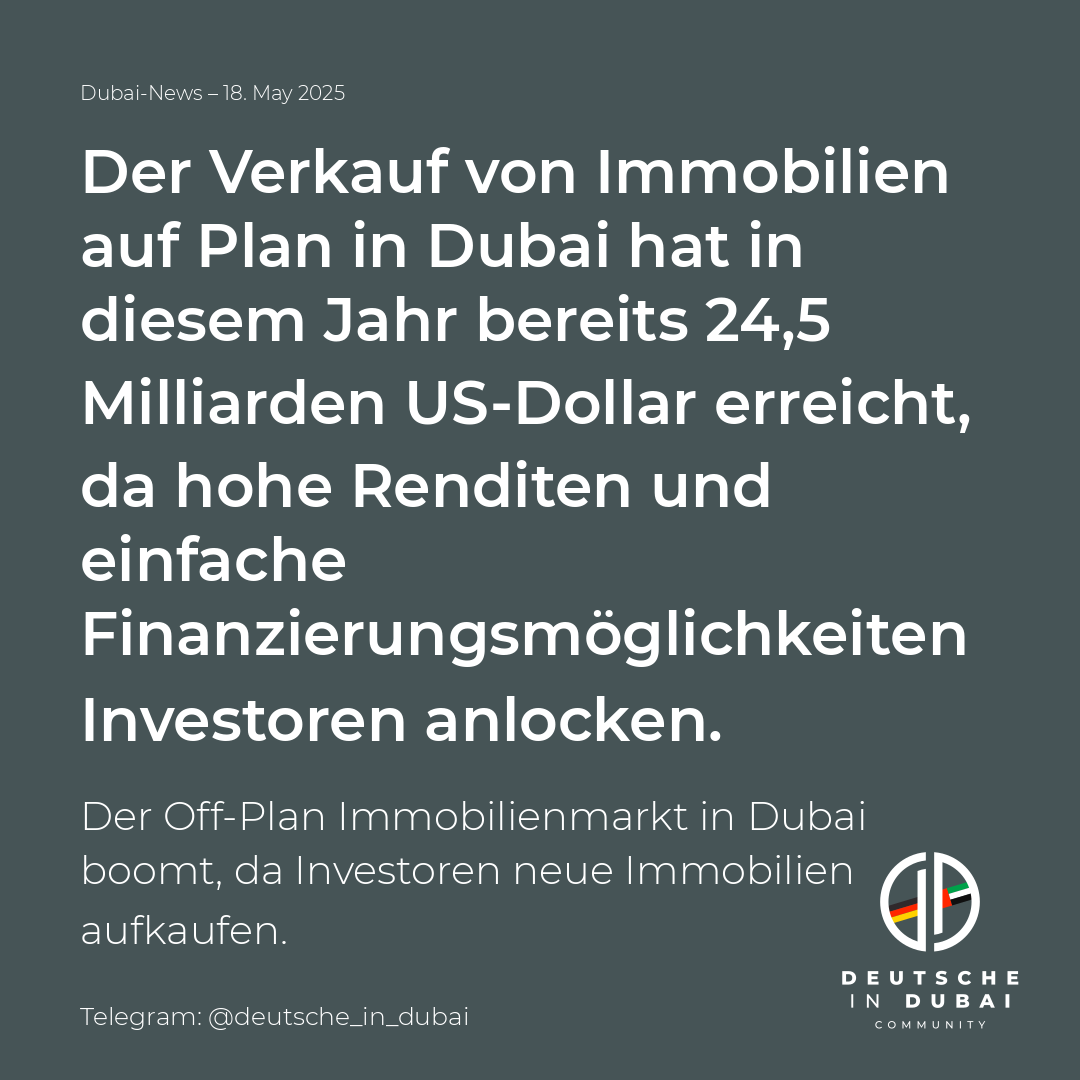 Dubai-News – 18. May 2025
Der Verkauf von Immobilien
auf Plan in Dubai hat in
diesem Jahr bereits 24,5
Milliarden US-Dollar erreicht,
da hohe Renditen und
einfache
Finanzierungsmöglichkeiten
Investoren anlocken.
Der Off-Plan Immobilienmarkt in Dubai
boomt, da Investoren neue Immobilien
aufkaufen.
DEUTSCHE
IN DUBAI
COMMUNITY
Telegram: @deutsche_in_dubai